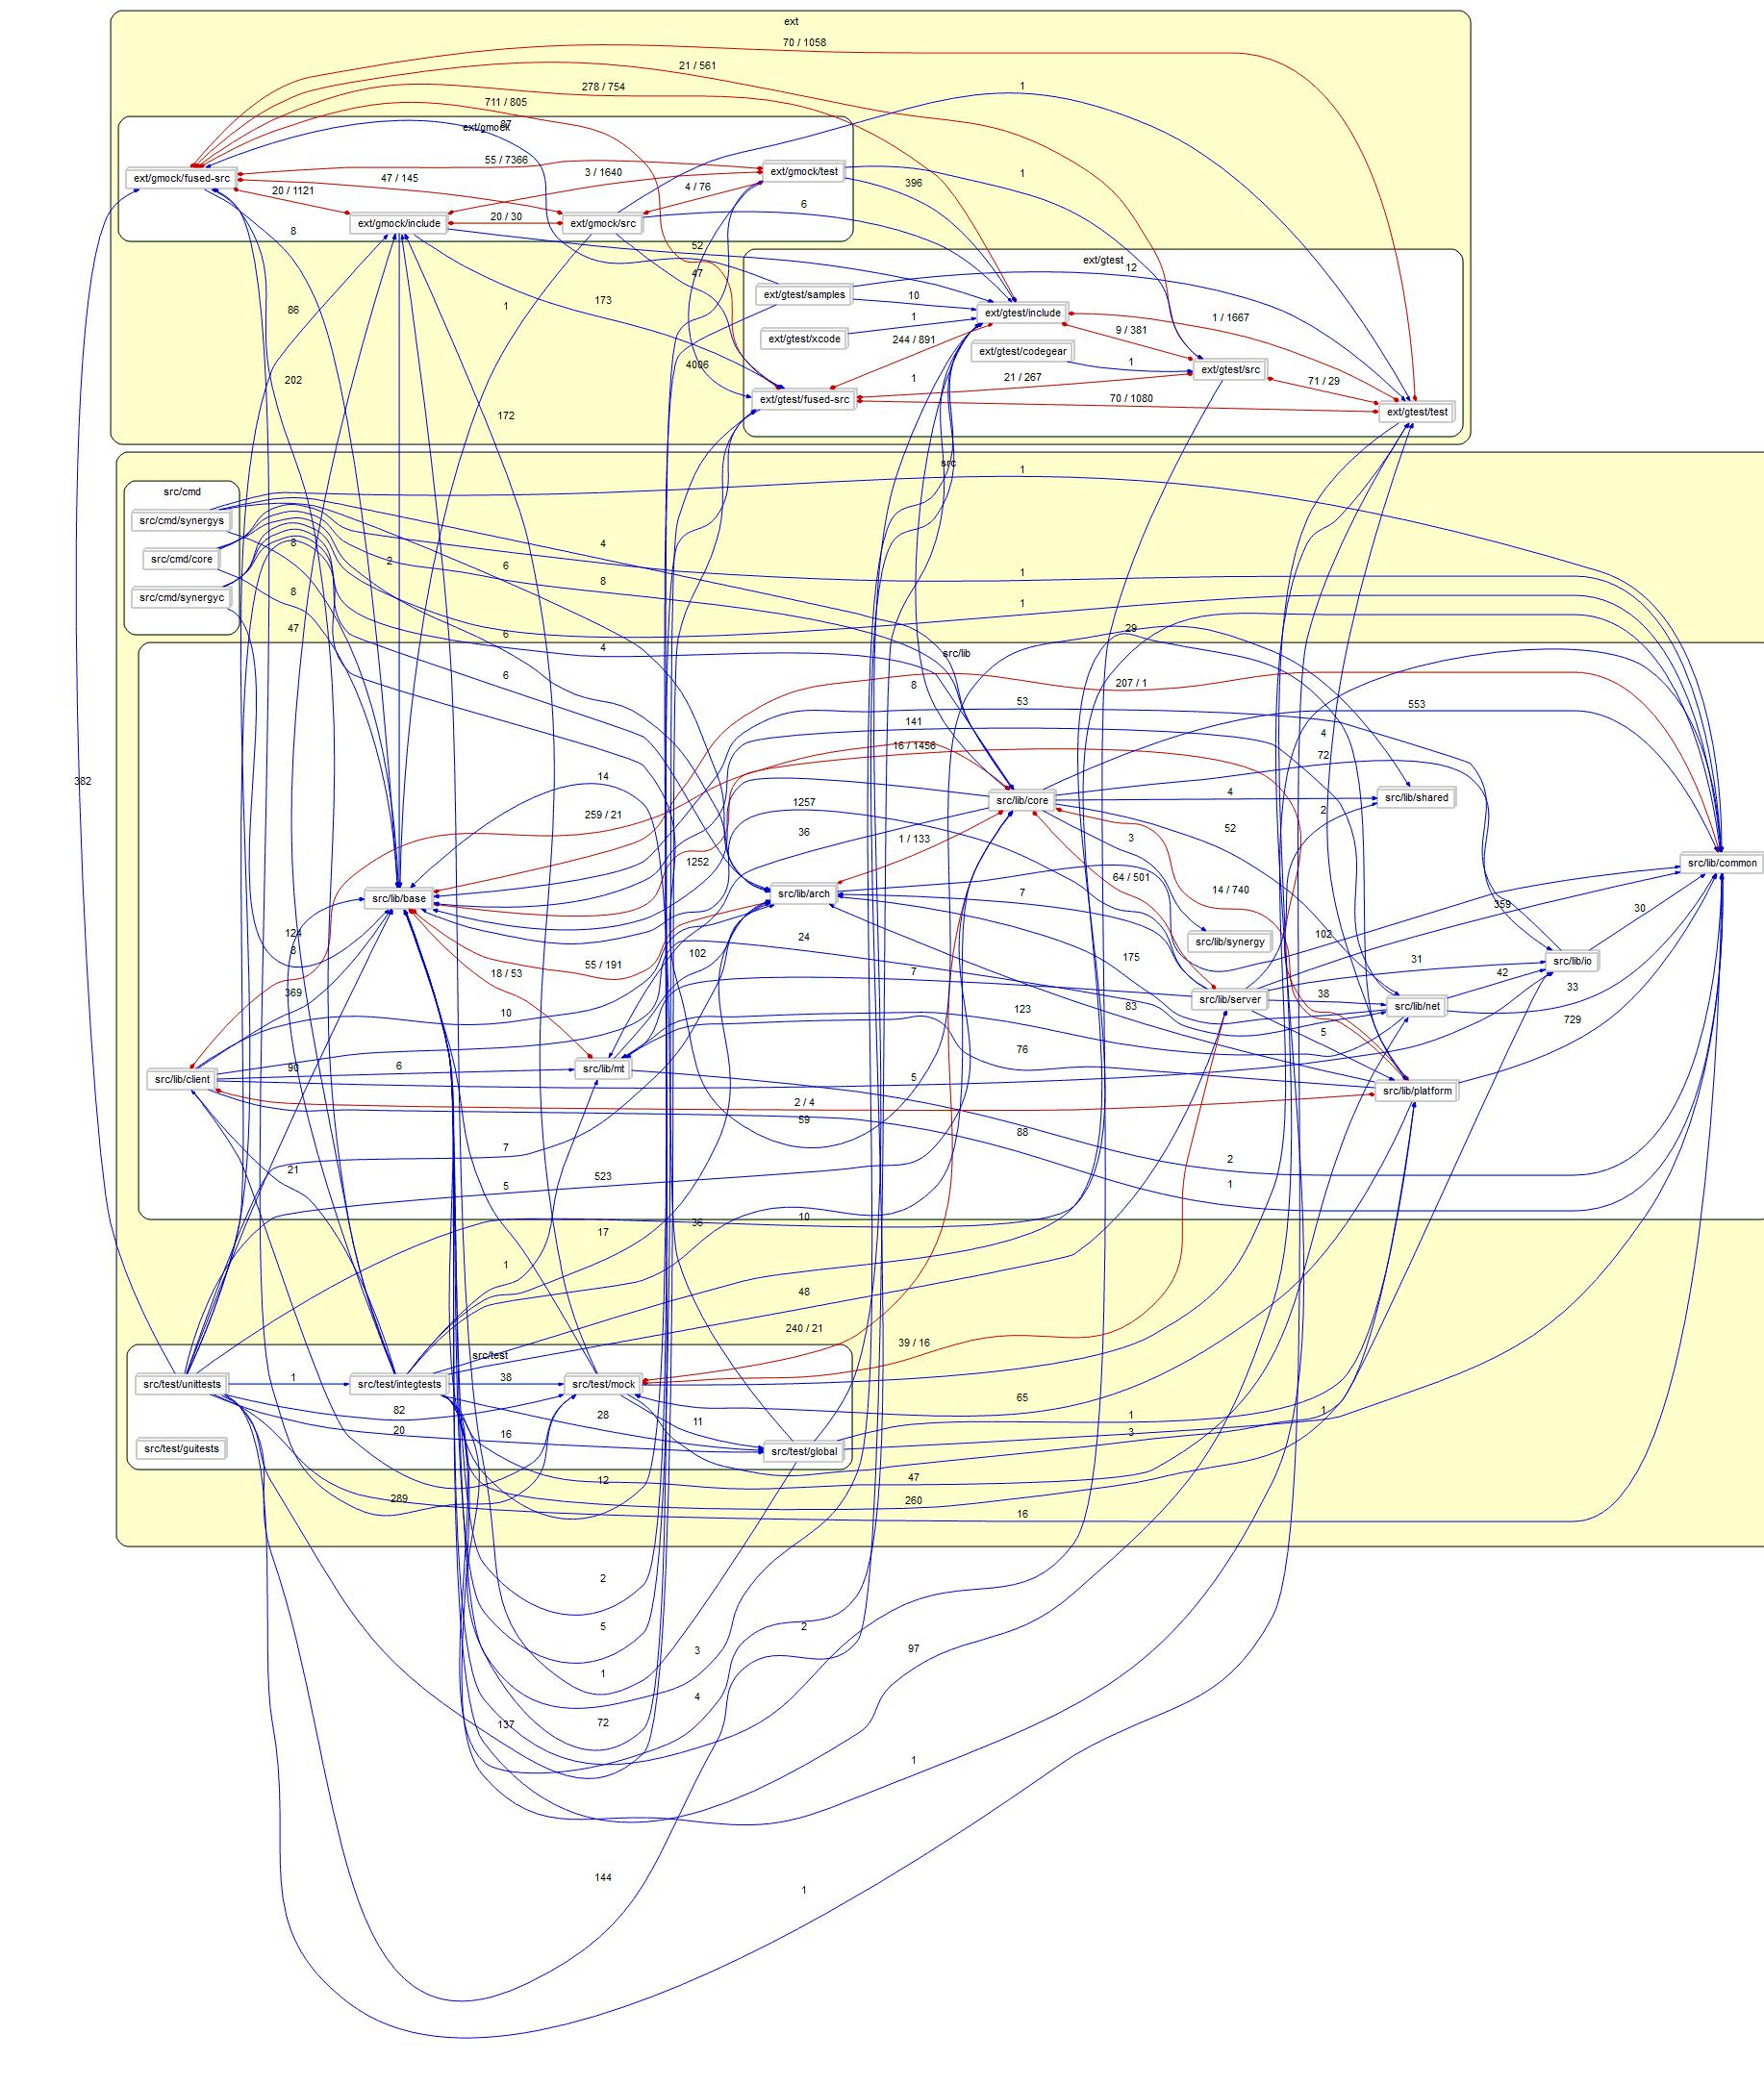 ext
70 / 1058
21 / 561
278 / 754
1
711 / 805
87
ext/gmock
55 / 7366
ext/gmock/test
3 / 1640
1
ext/gmock/fused-src
47 / 145
4 / 76
396
20 / 1121
20 / 30
6
ext/gmock/include
ext/gmock/src
8
52
ext/gtest
12
47
ext/gtest/samples
10
173
1
86
1
ext/gtest/include
1 / 1667
9 / 381
ext/gtest/xcode
244 / 891
ext/gtest/codegear
1
ext/gtest/src
4006
202
1
21 / 267
71 / 29
ext/gtest/fused-src
70 / 1080
ext/gtest/test
172
src
1
src/cmd
src/cmd/synergys
8
4
src/cmd/core
2
6
8
1
8
src/cmd/synergyc
1
47
6
29
4
src/lib
6
8
207 / 1
53
553
141
4
16 / 1456
72
14
4
src/lib/shared
1257
src/lib/core
259 / 21
2
36
1 / 133
3
52
1252
src/lib/common
64 / 501
14 / 740
src/lib/base
src/lib/arch
7
359
30
124
24
102
src/lib/synergy
8
102
55 / 191
18 / 53
7
175
31
src/lib/io
42
369
38
33
src/lib/server
src/lib/net
10
123
83
729
5
76
90
6
src/lib/mt
src/lib/client
5
src/lib/platform
2 / 4
59
88
7
2
21
523
5
1
36
10
17
1
48
240 / 21
39 / 16
src/test
src/test/unittests
1
src/test/integtests
38
src/test/mock
82
28
11
65
1
1
20
16
3
src/test/guitests
src/test/global
12
47
289
260
16
2
5
2
3
97
1
4
137
72
1
144
1
382